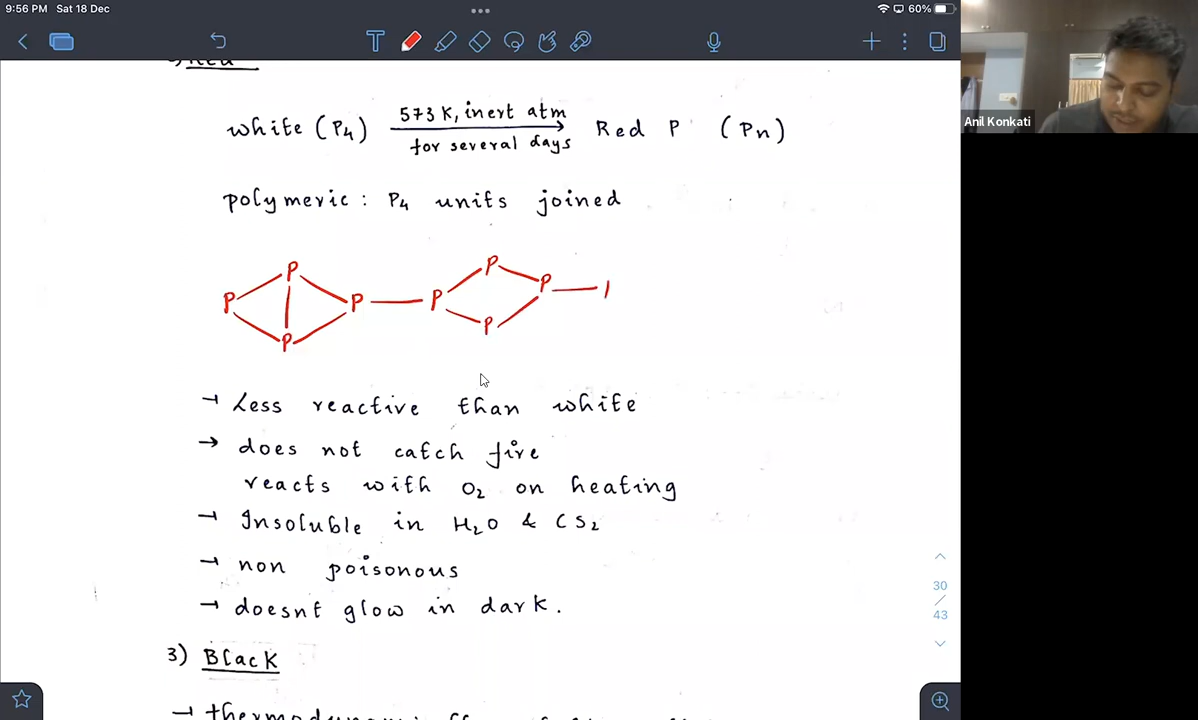 9:56 PM Sat 18 Dec
60%
T
Anil Konkati
white (P4) 573 K, inert atm for several days Red P (Pn)
polymeric: P4 units joined
P P P P P P P P
→ Less reactive than white
→ does not catch fire
reacts with O2 on heating
→ Insoluble in H2O & CS2
→ non poisonous
→ doesnt glow in dark.
30
/
43
3) Black